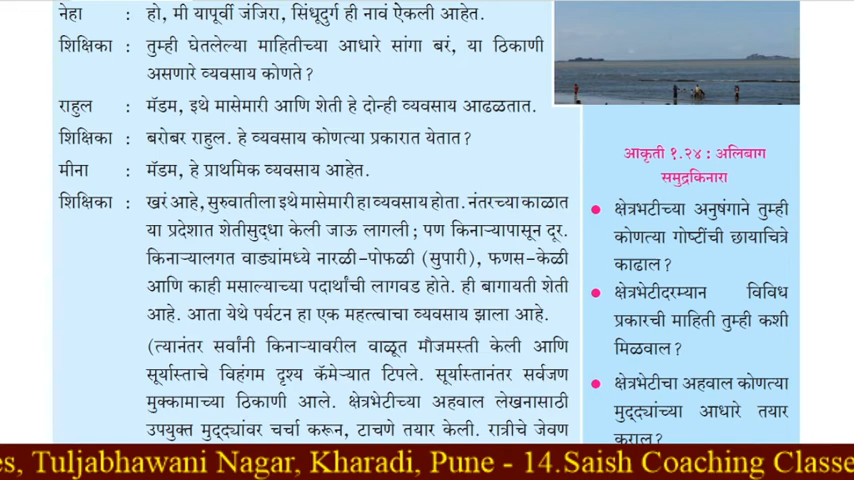 नेहा : हो, मी यापूर्वी जंजिरा, सिंधूदुर्ग ही नावं ऐकली आहेत.
शिक्षिका : तुम्ही घेतलेल्या माहितीच्या आधारे सांगा बरं, या ठिकाणी
असणारे व्यवसाय कोणते?
राहुल : मॅडम, इथे मासेमारी आणि शेती हे दोन्ही व्यवसाय आढळतात.
शिक्षिका : बरोबर राहुल. हे व्यवसाय कोणत्या प्रकारात येतात?
मीना : मॅडम, हे प्राथमिक व्यवसाय आहेत.
शिक्षिका : खरं आहे, सुरुवातीला इथे मासेमारी हा व्यवसाय होता. नंतरच्या काळात
या प्रदेशात शेतीसुद्धा केली जाऊ लागली; पण किनाऱ्यापासून दूर.
किनाऱ्यालगत वाड्यांमध्ये नारळी-पोफळी (सुपारी), फणस-केळी
आणि काही मसाल्याच्या पदार्थांची लागवड होते. ही बागायती शेती
आहे. आता येथे पर्यटन हा एक महत्त्वाचा व्यवसाय झाला आहे.
(त्यानंतर सर्वांनी किनाऱ्यावरील वाळूत मौजमस्ती केली आणि
सूर्यास्ताचे विहंगम दृश्य कॅमेऱ्यात टिपले. सूर्यास्तानंतर सर्वजण
मुक्कामाच्या ठिकाणी आले. क्षेत्रभेटीच्या अहवाल लेखनासाठी
उपयुक्त मुद्द्यांवर चर्चा करून, टाचणे तयार केली. रात्रीचे जेवण
आकृती १.२४ : अलिबाग
समुद्रकिनारा
● क्षेत्रभटीच्या अनुषंगाने तुम्ही
कोणत्या गोष्टींची छायाचित्रे
काढाल?
● क्षेत्रभेटीदरम्यान विविध
प्रकारची माहिती तुम्ही कशी
मिळवाल?
● क्षेत्रभेटीचा अहवाल कोणत्या
मुद्द्यांच्या आधारे तयार
कराल?
es, Tuljabhawani Nagar, Kharadi, Pune - 14.Saish Coaching Classe